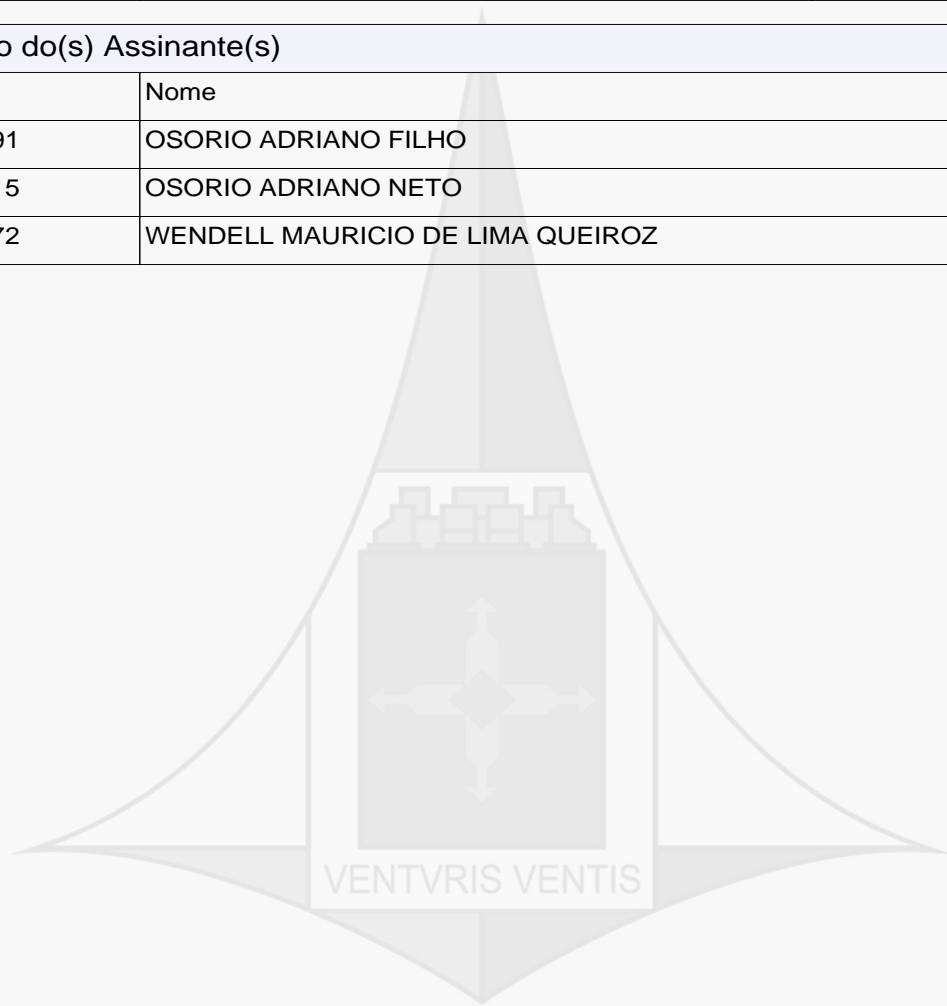 o do(s) Assinante(s)
Nome
91 OSORIO ADRIANO FILHO
5 OSORIO ADRIANO NETO
72 WENDELL MAURICIO DE LIMA QUEIROZ
VENTVRIS VENTIS